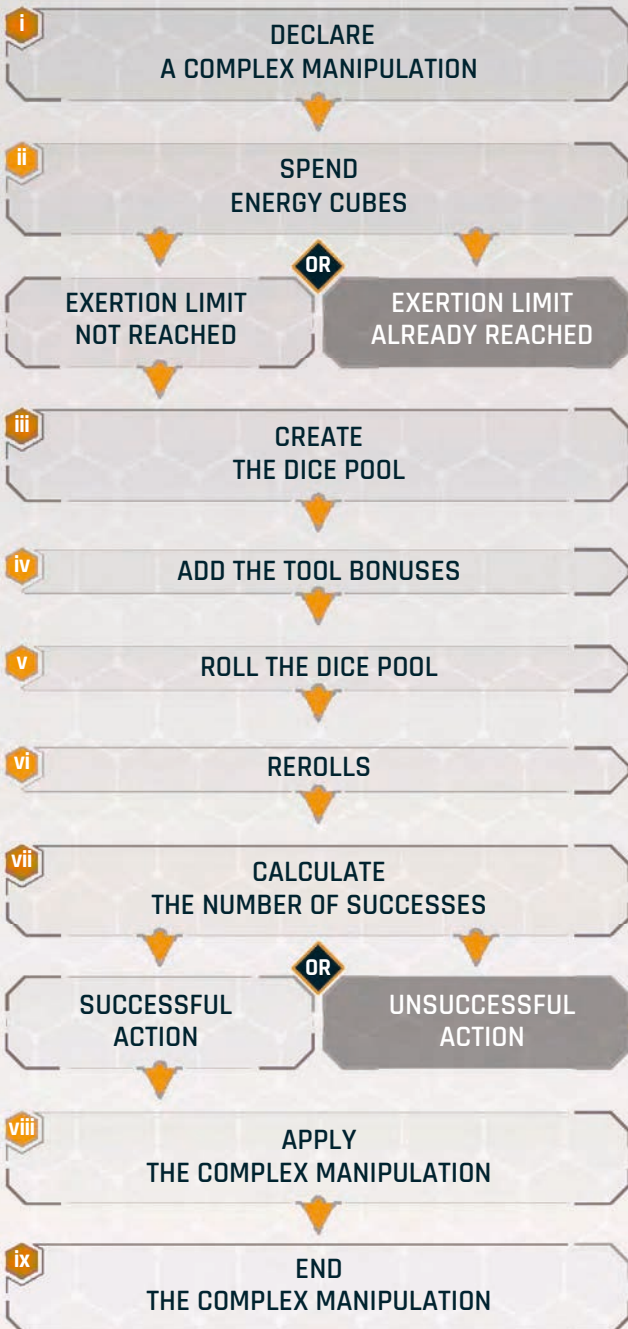 i
DECLARE
A COMPLEX MANIPULATION
ii
SPEND
ENERGY CUBES
OR
EXERTION LIMIT
NOT REACHED
EXERTION LIMIT
ALREADY REACHED
iii
CREATE
THE DICE POOL
iv
ADD THE TOOL BONUSES
v
ROLL THE DICE POOL
vi
REROLLS
vii
CALCULATE
THE NUMBER OF SUCCESSES
OR
SUCCESSFUL
ACTION
UNSUCCESSFUL
ACTION
viii
APPLY
THE COMPLEX MANIPULATION
ix
END
THE COMPLEX MANIPULATION